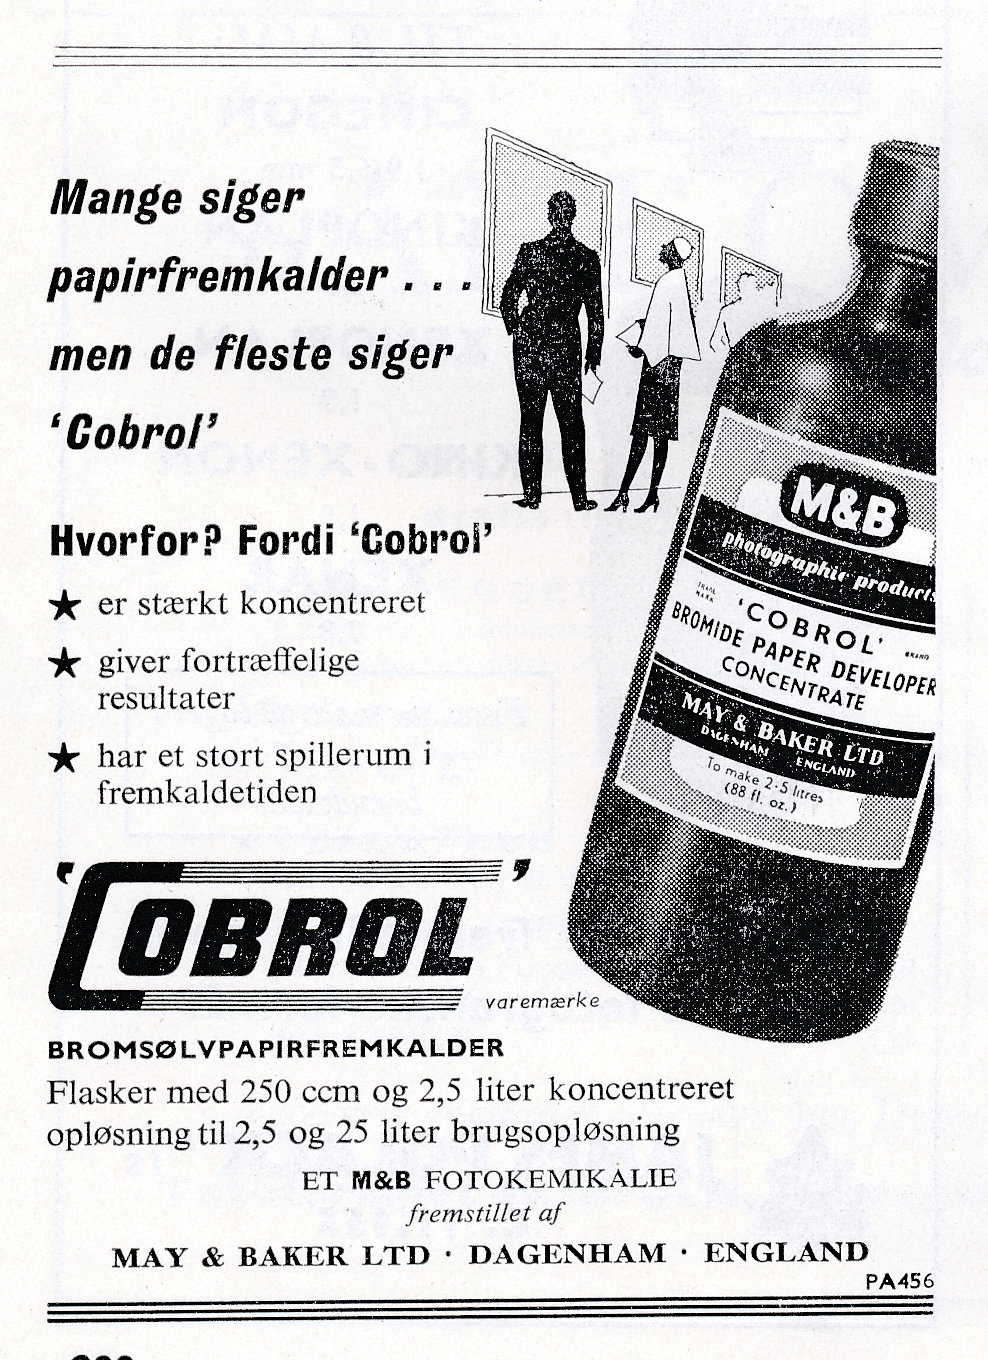 Mange siger
papirfremkalder . . .
men de fleste siger
‘Cobrol’
Hvorfor? Fordi ‘Cobrol’
★ er stærkt koncentreret
★ giver fortræffelige
resultater
★ har et stort spillerum i
fremkaldetiden
M&B
photographic products
TRADE
MARK
‘COBROL’
BRAND
BROMIDE PAPER DEVELOPER
CONCENTRATE
MAY & BAKER LTD
DAGENHAM ENGLAND
To make 2·5 litres
(88 fl. oz.)
‘COBROL’
varemærke
BROMSØLVPAPIRFREMKALDER
Flasker med 250 ccm og 2,5 liter koncentreret
opløsning til 2,5 og 25 liter brugsopløsning
ET M&B FOTOKEMIKALIE
fremstillet af
MAY & BAKER LTD · DAGENHAM · ENGLAND
PA456